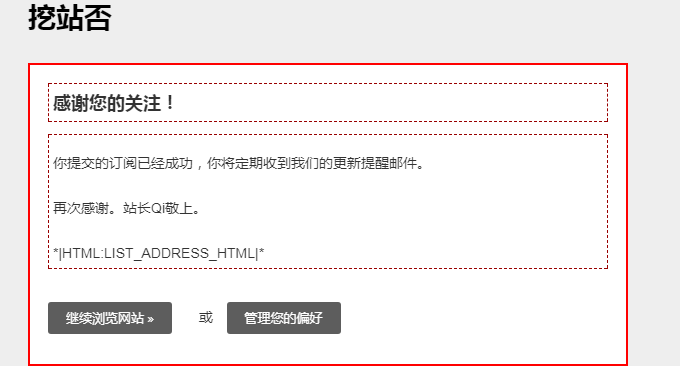 挖站否
感谢您的关注！
你提交的订阅已经成功，你将定期收到我们的更新提醒邮件。
再次感谢。站长Qi敬上。
*|HTML:LIST_ADDRESS_HTML|*
继续浏览网站 » 或 管理您的偏好